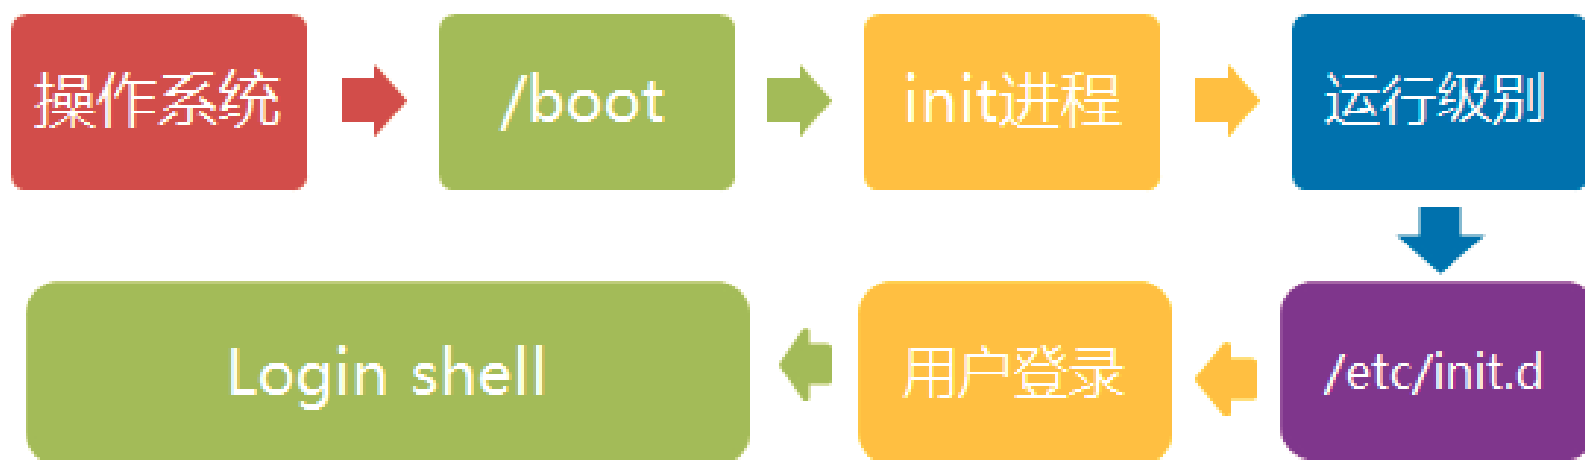 操作系统
/boot
init进程
运行级别
/etc/init.d
用户登录
Login shell